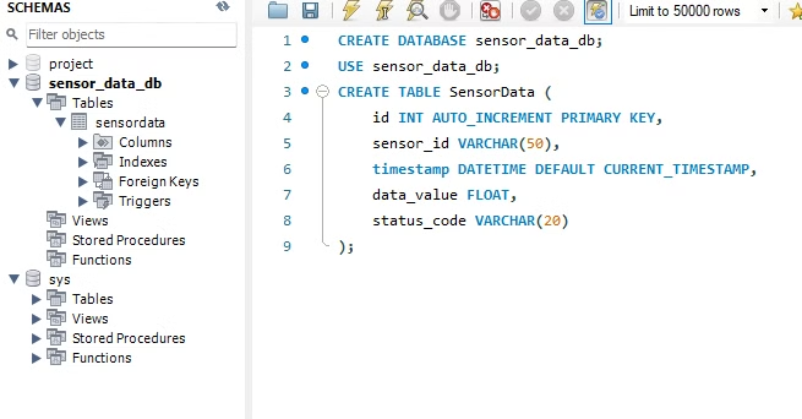 SCHEMAS
Filter objects
project
sensor_data_db
Tables
sensordata
Columns
Indexes
Foreign Keys
Triggers
Views
Stored Procedures
Functions
sys
Tables
Views
Stored Procedures
Functions
Limit to 50000 rows
1 CREATE DATABASE sensor_data_db;
2 USE sensor_data_db;
3 CREATE TABLE SensorData (
4 id INT AUTO_INCREMENT PRIMARY KEY,
5 sensor_id VARCHAR(50),
6 timestamp DATETIME DEFAULT CURRENT_TIMESTAMP,
7 data_value FLOAT,
8 status_code VARCHAR(20)
9 );